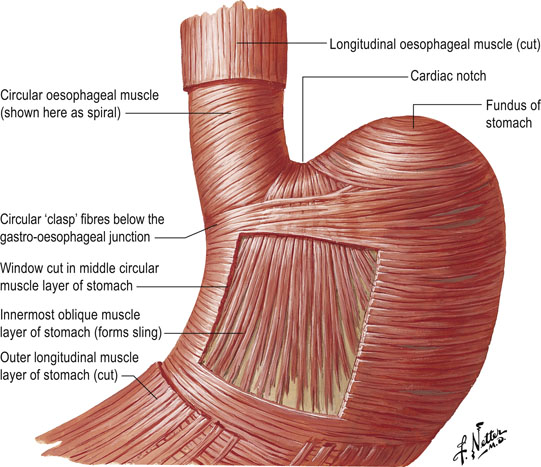 Longitudinal oesophageal muscle (cut)
Cardiac notch
Circular oesophageal muscle
(shown here as spiral)
Fundus of
stomach
Circular ‘clasp’ fibres below the
gastro-oesophageal junction
Window cut in middle circular
muscle layer of stomach
Innermost oblique muscle
layer of stomach (forms sling)
Outer longitudinal muscle
layer of stomach (cut)
F. Netter
M.D.